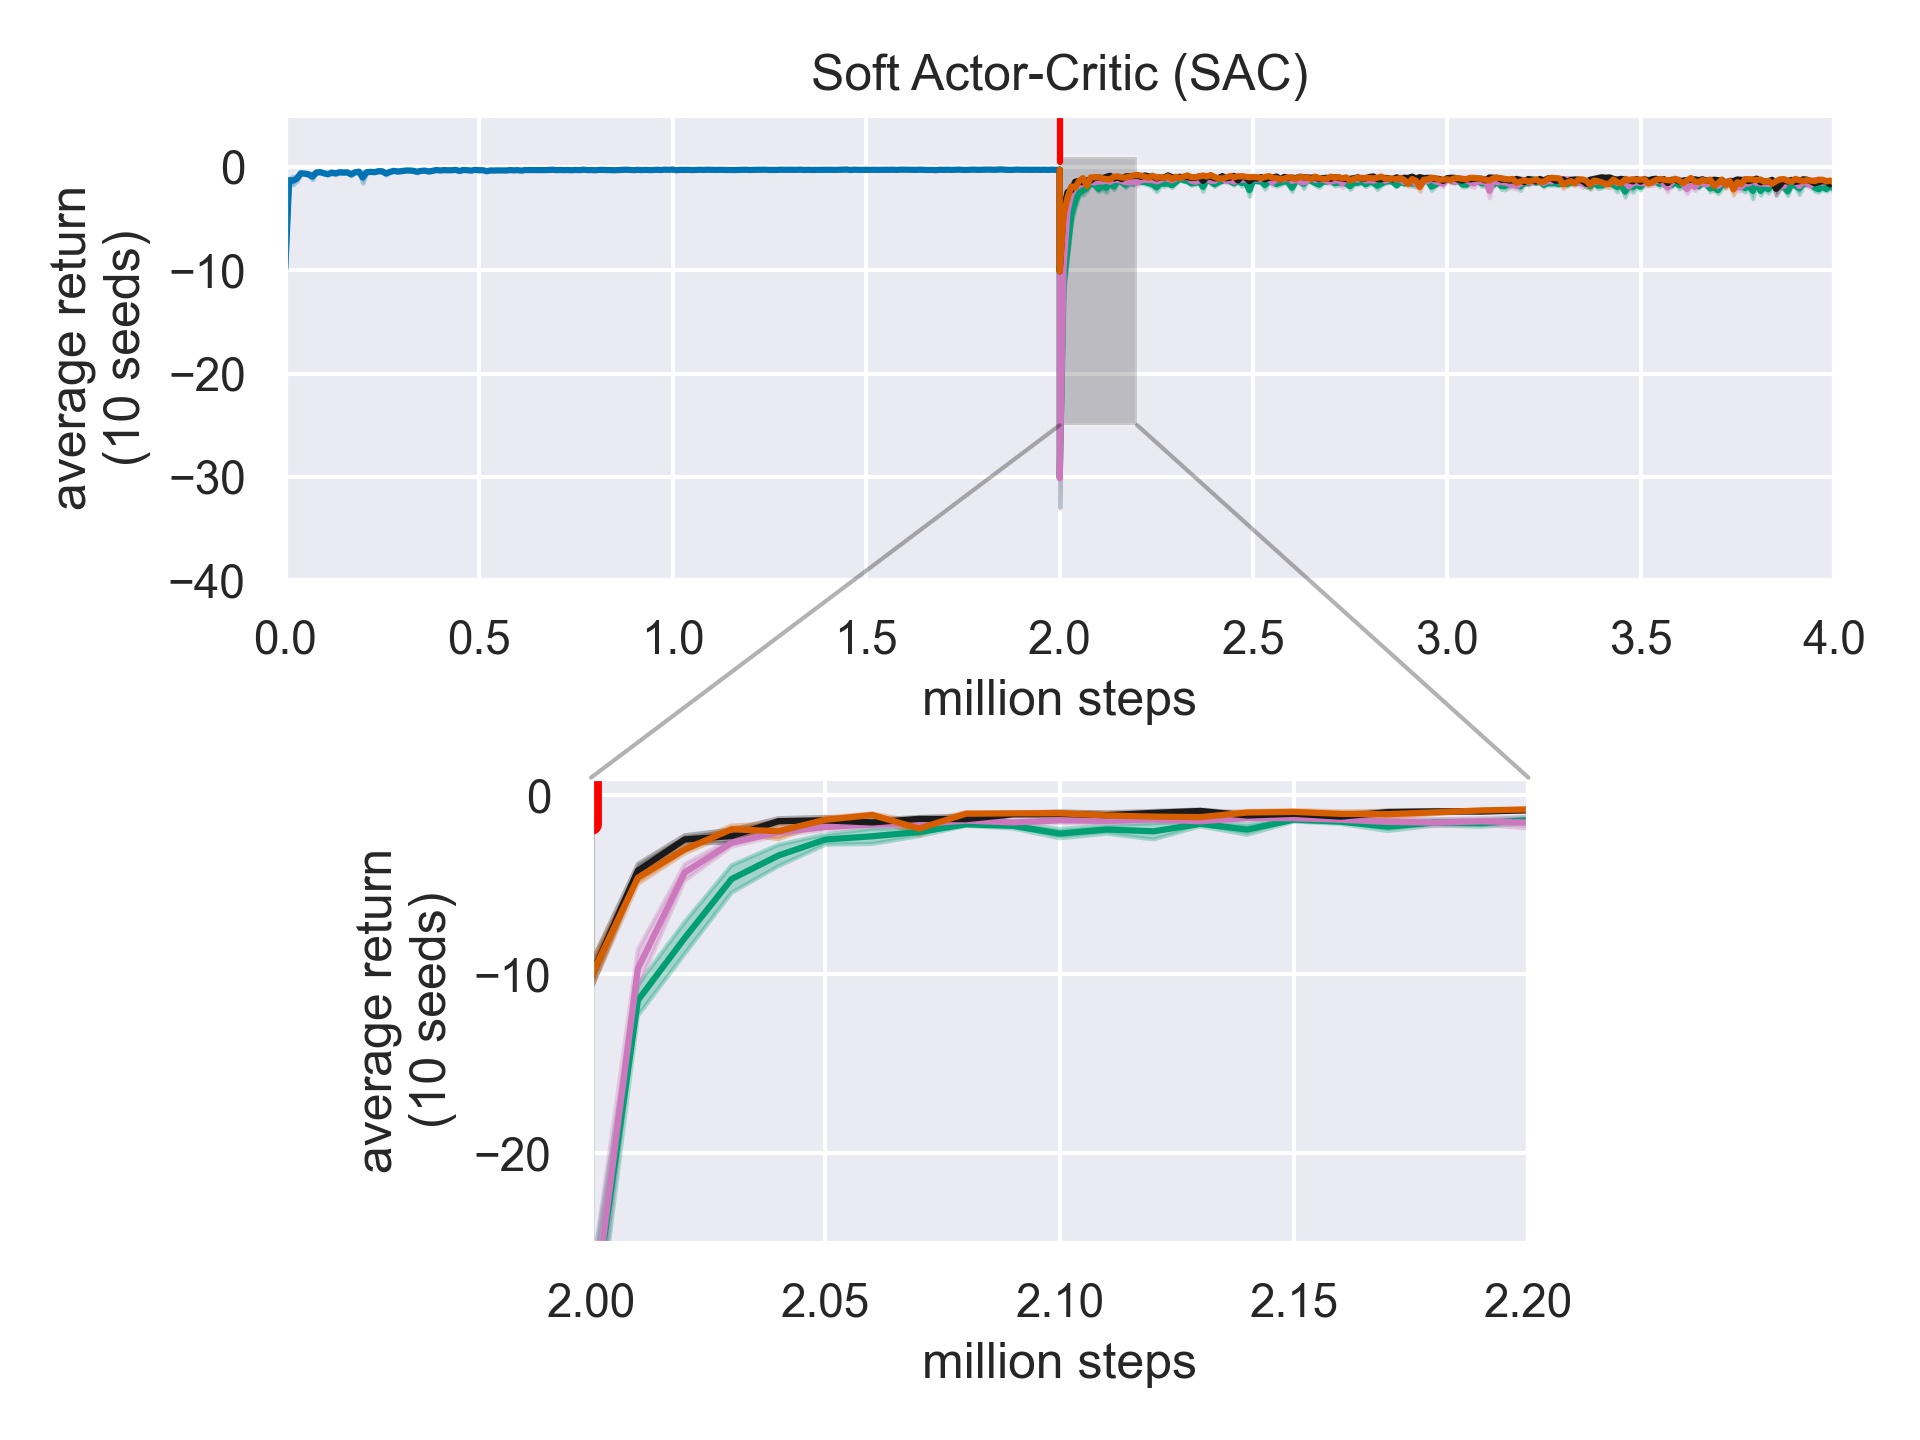 Soft Actor-Critic (SAC)
average return
(10 seeds)
0
−10
−20
−30
−40
0.0 0.5 1.0 1.5 2.0 2.5 3.0 3.5 4.0
million steps
average return
(10 seeds)
0
−10
−20
2.00 2.05 2.10 2.15 2.20
million steps